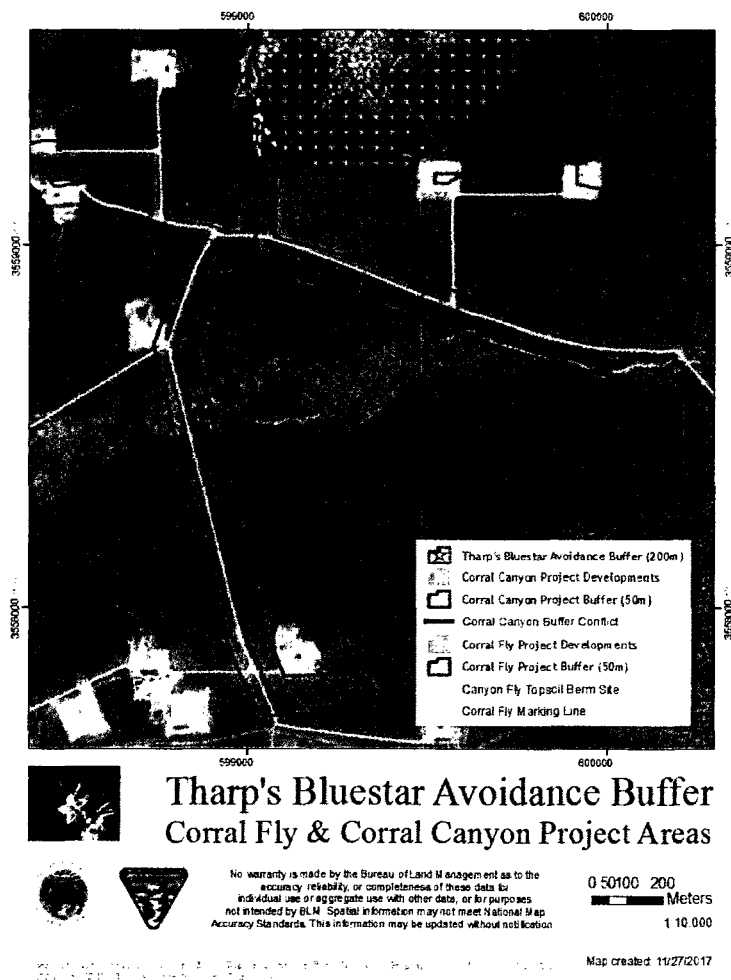 599000 600000
3559000 3559000
3558000 3558000
Tharp's Bluestar Avoidance Buffer (200m)
Corral Canyon Project Developments
Corral Canyon Project Buffer (50m)
Corral Canyon Buffer Conflict
Corral Fly Project Developments
Corral Fly Project Buffer (50m)
Canyon Fly Topsoil Berm Site
Corral Fly Marking Line
599000 600000
Tharp's Bluestar Avoidance Buffer
Corral Fly & Corral Canyon Project Areas
No warranty is made by the Bureau of Land Management as to the
accuracy, reliability, or completeness of these data for
individual use or aggregate use with other data, or for purposes
not intended by BLM. Spatial information may not meet National Map
Accuracy Standards. This information may be updated without notification
0 50100 200
Meters
1 10.000
Map created: 11/27/2017